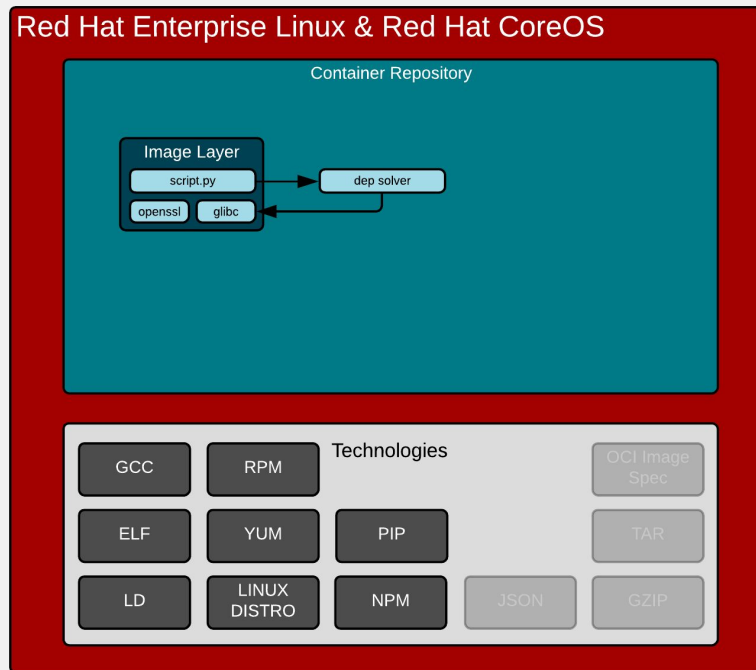 Red Hat Enterprise Linux & Red Hat CoreOS
Container Repository
Image Layer
script.py
dep solver
openssl
glibc
Technologies
GCC
RPM
OCI Image
Spec
ELF
YUM
PIP
TAR
LD
LINUX
DISTRO
NPM
JSON
GZIP